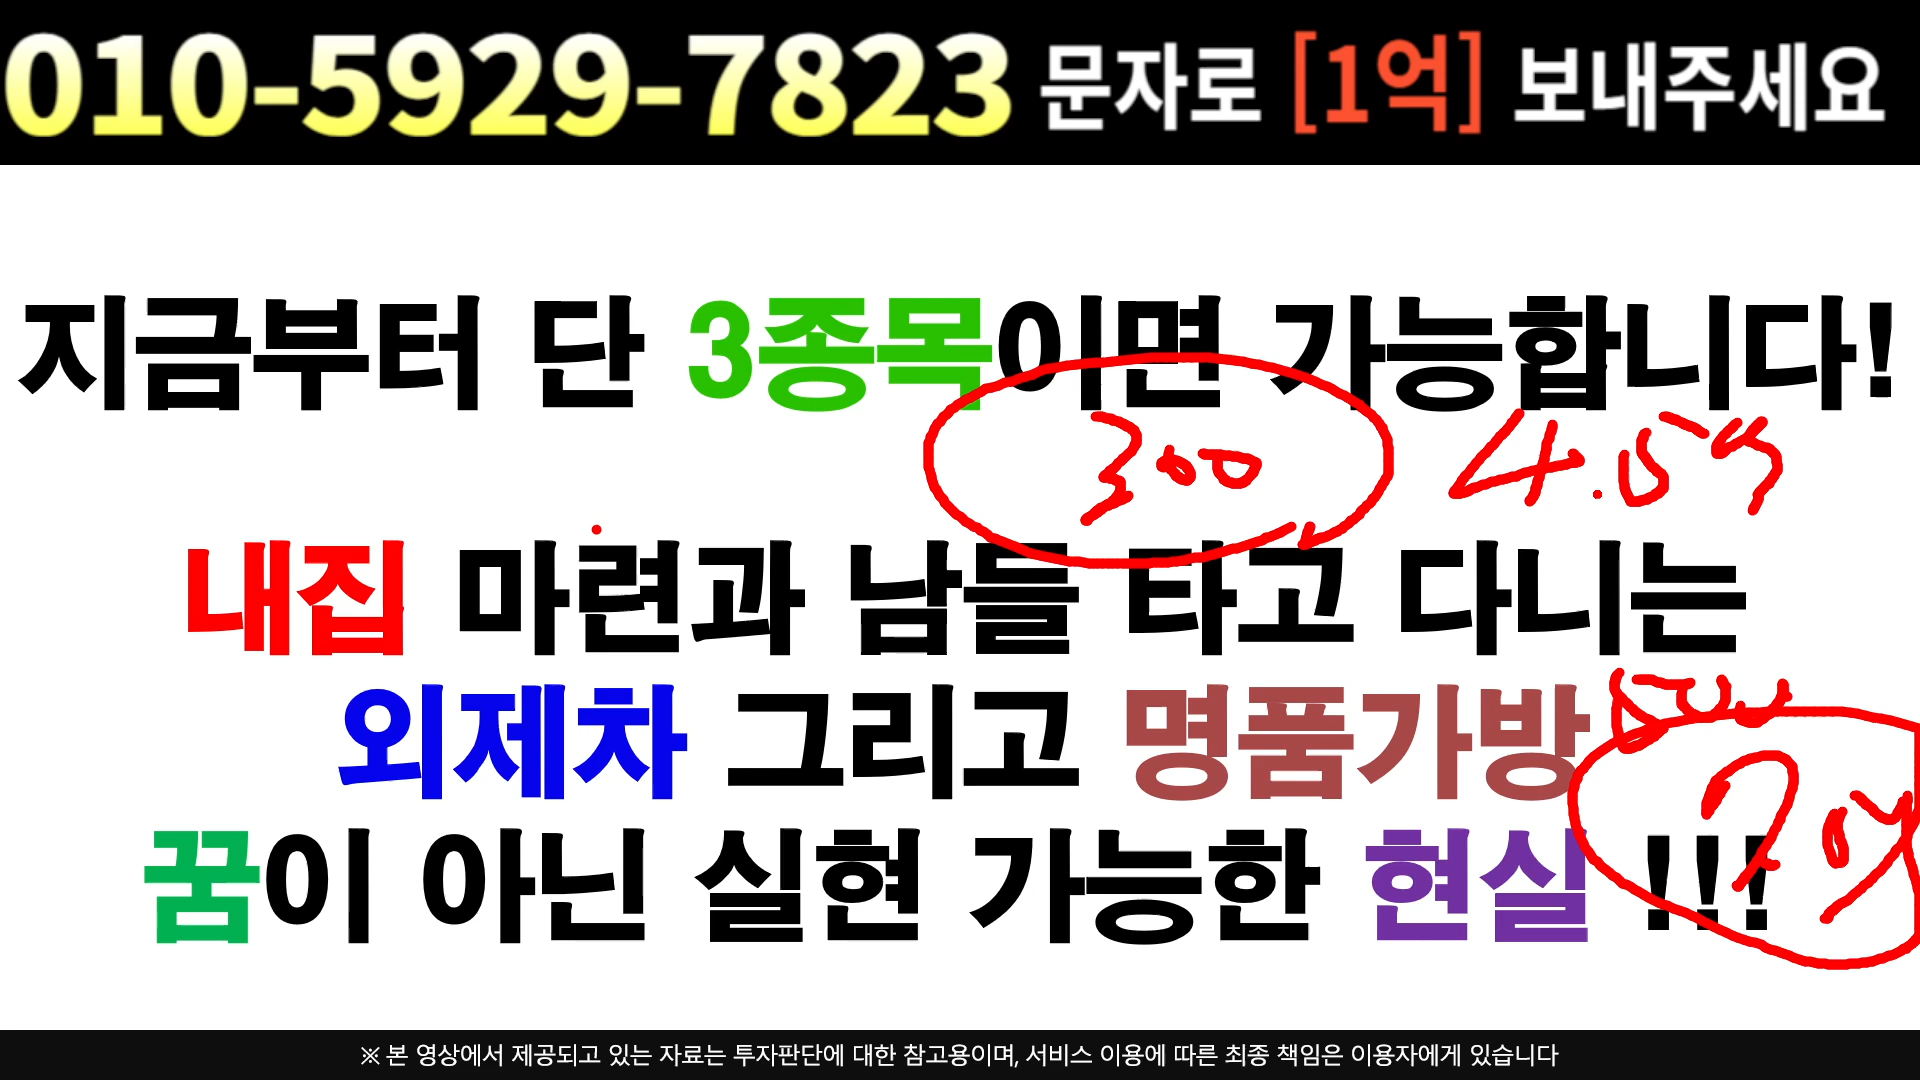 010-5929-7823 문자로 [1억] 보내주세요
지금부터 단 3종목이면 가능합니다!
300
4.5억
내집 마련과 남들 타고 다니는
외제차 그리고 명품가방
500
꿈이 아닌 실현 가능한 현실 !!!
※ 본 영상에서 제공되고 있는 자료는 투자판단에 대한 참고용이며, 서비스 이용에 따른 최종 책임은 이용자에게 있습니다